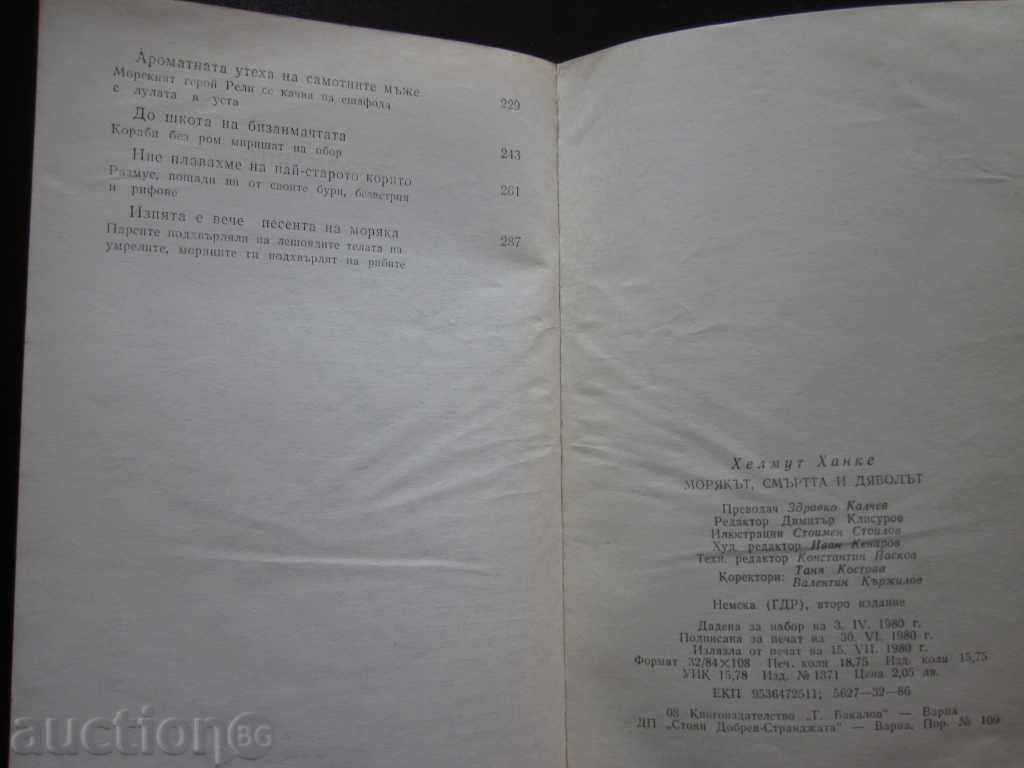 Ароматната утеха на самотните мъже
Морският герой Рели се качва на ешафода
с лулата в уста 229
До шкота на бизанмачтата
Кораби без ром миришат на обор 243
Ние плавахме на най-старото корито
Размус, пощади ни от своите бури, безветрия
и рифове 261
Изпята е вече песента на моряка
Парсите подхвърляли на лешоядите телата на
умрелите, моряците ги подхвърлят на рибите 287
Хелмут Ханке
МОРЯКЪТ, СМЪРТТА И ДЯВОЛЪТ
Преводач Здравко Калчев
Редактор Димитър Клисуров
Илюстрации Стоимен Стоилов
Худ. редактор Иван Кенаров
Техн. редактор Константин Пасков
Коректори: Таня Костова
Валентин Кържилов
Немска (ГДР), второ издание
Дадена за набор на 3. IV. 1980 г.
Подписана за печат на 30. VI. 1980 г.
Излязла от печат на 15. VII. 1980 г.
Формат 32/84×108 Печ. коли 18,75 Изд. коли 15,75
УИК 15,78 Изд. № 1371 Цена 2,05 лв.
ЕКП 9536472511; 5627—32—86
08 Книгоиздателство „Г. Бакалов" — Варна
ДП „Стоян Добрев-Странджата" — Варна. Пор. № 109
auction BG